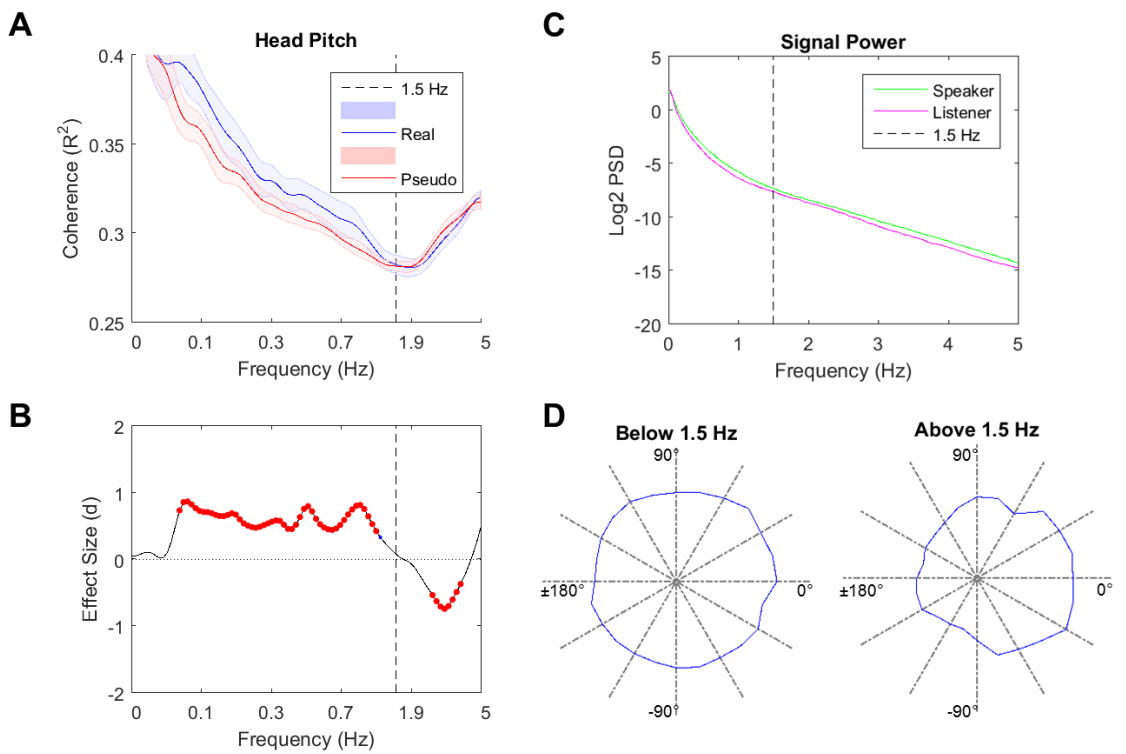 A
Head Pitch
0.4
0.35
0.3
0.25
Coherence (R²)
1.5 Hz
Real
Pseudo
0 0.1 0.3 0.7 1.9 5
Frequency (Hz)
C
Signal Power
5
0
-5
-10
-15
-20
Log2 PSD
Speaker
Listener
1.5 Hz
0 1 2 3 4 5
Frequency (Hz)
B
2
1
0
-1
-2
Effect Size (d)
0 0.1 0.3 0.7 1.9 5
Frequency (Hz)
D
Below 1.5 Hz
90°
±180°
0°
-90°
Above 1.5 Hz
90°
±180°
0°
-90°